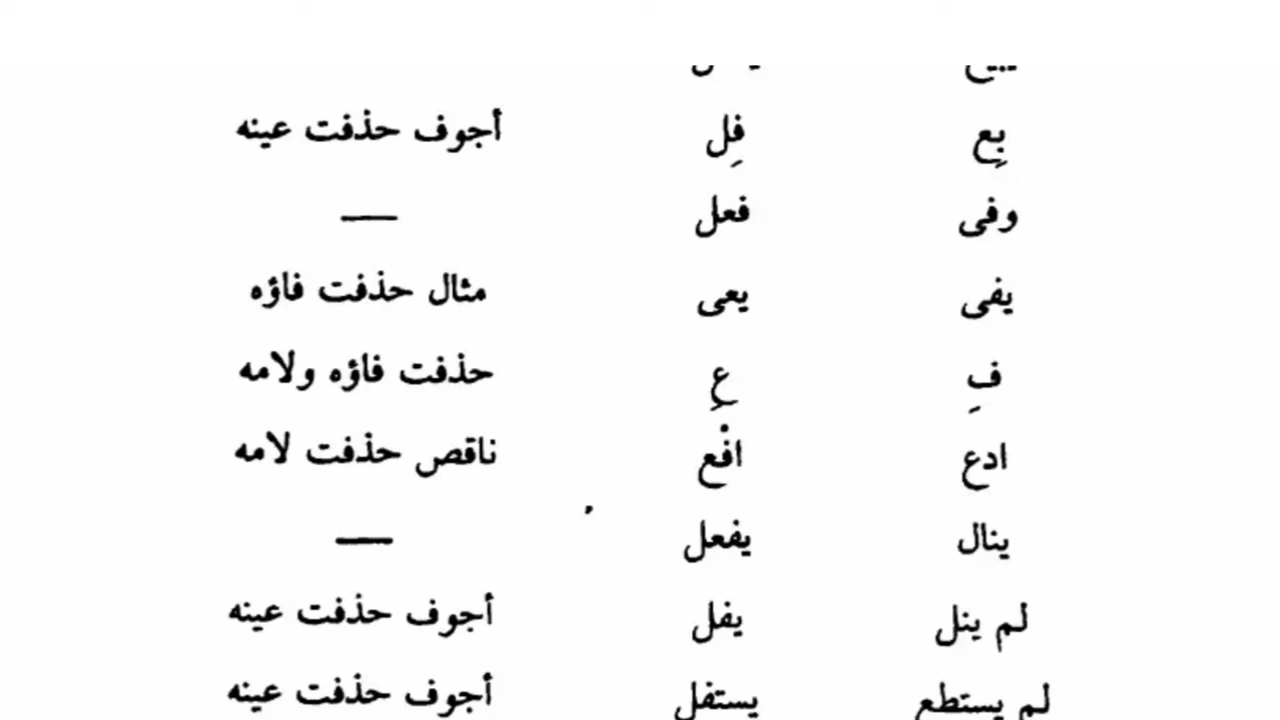 بِع فِل أجوف حذفت عينه
وفى فعل —
يفى يعى مثال حذفت فاؤه
فِ عِ حذفت فاؤه ولامه
ادع افْع ناقص حذفت لامه
ينال يفعل —
لم ينل يفل أجوف حذفت عينه
لم يستطع يستفل أجوف حذفت عينه